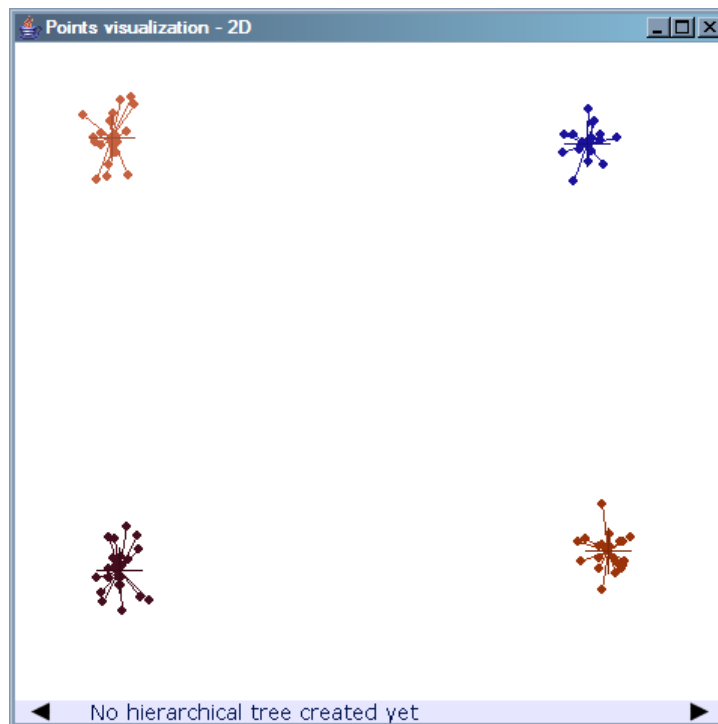 Points visualization - 2D
No hierarchical tree created yet